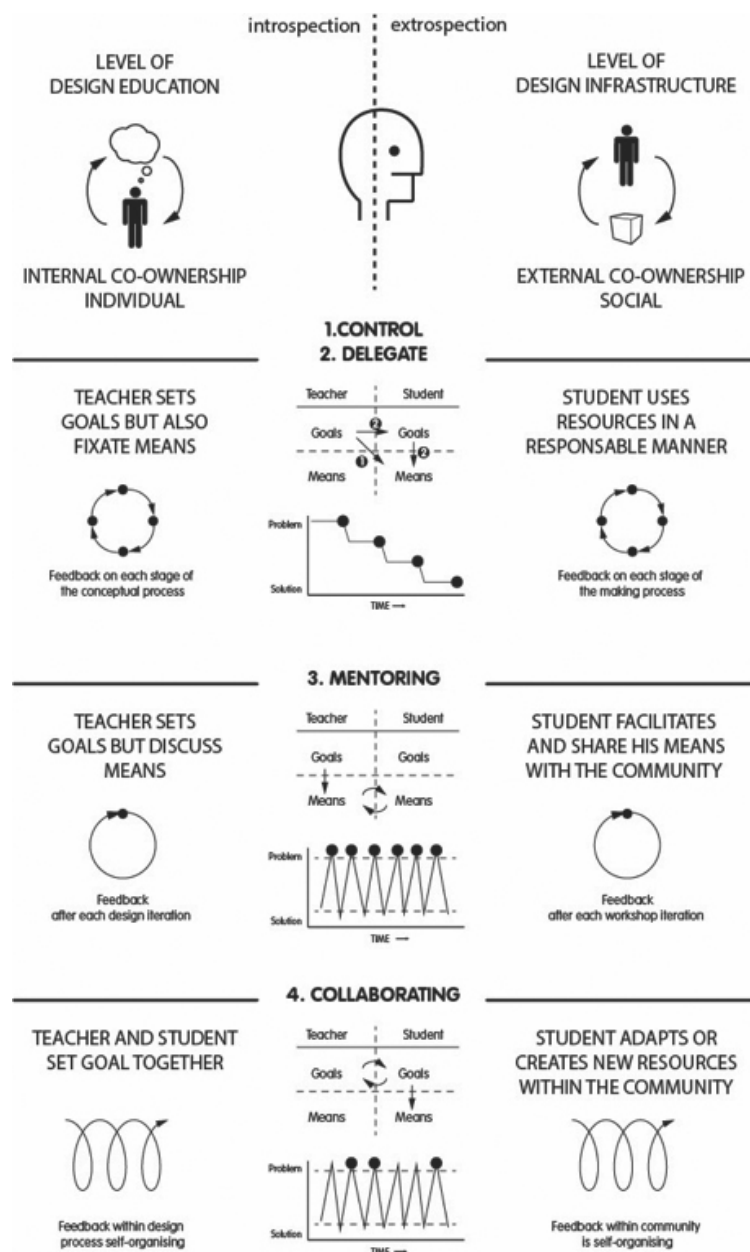 introspection
extrospection
LEVEL OF
DESIGN EDUCATION
LEVEL OF
DESIGN INFRASTRUCTURE
INTERNAL CO-OWNERSHIP
INDIVIDUAL
EXTERNAL CO-OWNERSHIP
SOCIAL
1.CONTROL
2. DELEGATE
TEACHER SETS
GOALS BUT ALSO
FIXATE MEANS
Feedback on each stage of
the conceptual process
Teacher Student
Goals 2 Goals
1 2
Means Means
Problem
Solution
TIME
STUDENT USES
RESOURCES IN A
RESPONSABLE MANNER
Feedback on each stage of
the making process
3. MENTORING
TEACHER SETS
GOALS BUT DISCUSS
MEANS
Feedback
after each design iteration
Teacher Student
Goals Goals
Means Means
Problem
Solution
TIME
STUDENT FACILITATES
AND SHARE HIS MEANS
WITH THE COMMUNITY
Feedback
after each workshop iteration
4. COLLABORATING
TEACHER AND STUDENT
SET GOAL TOGETHER
Feedback within design
process self-organising
Teacher Student
Goals Goals
Means Means
Problem
Solution
TIME
STUDENT ADAPTS OR
CREATES NEW RESOURCES
WITHIN THE COMMUNITY
Feedback within community
is self-organising